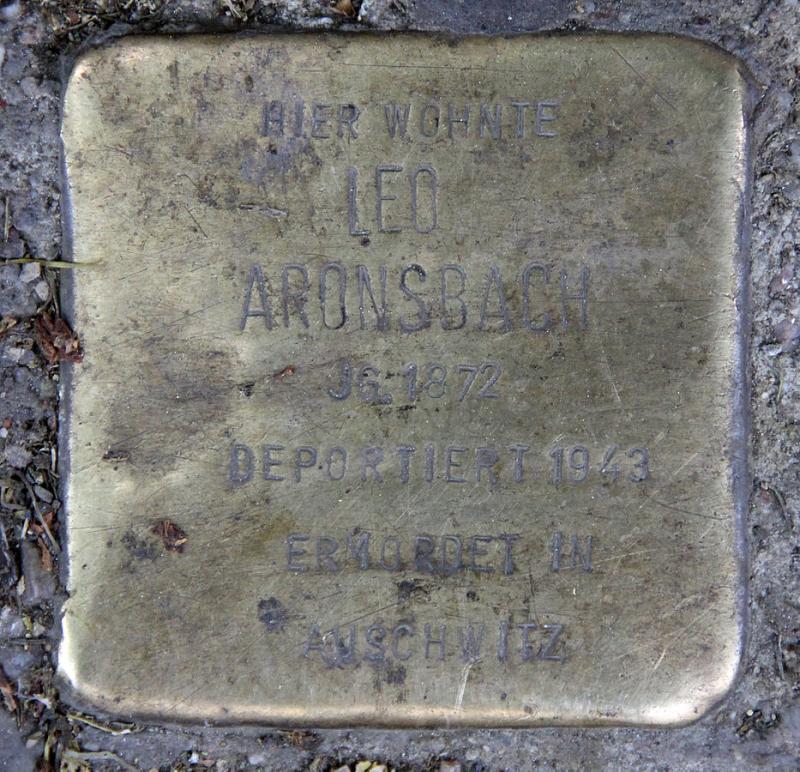 HIER WOHNTE
LEO
ARONSBACH
JG. 1872
DEPORTIERT 1943
ERMORDET IN
AUSCHWITZ